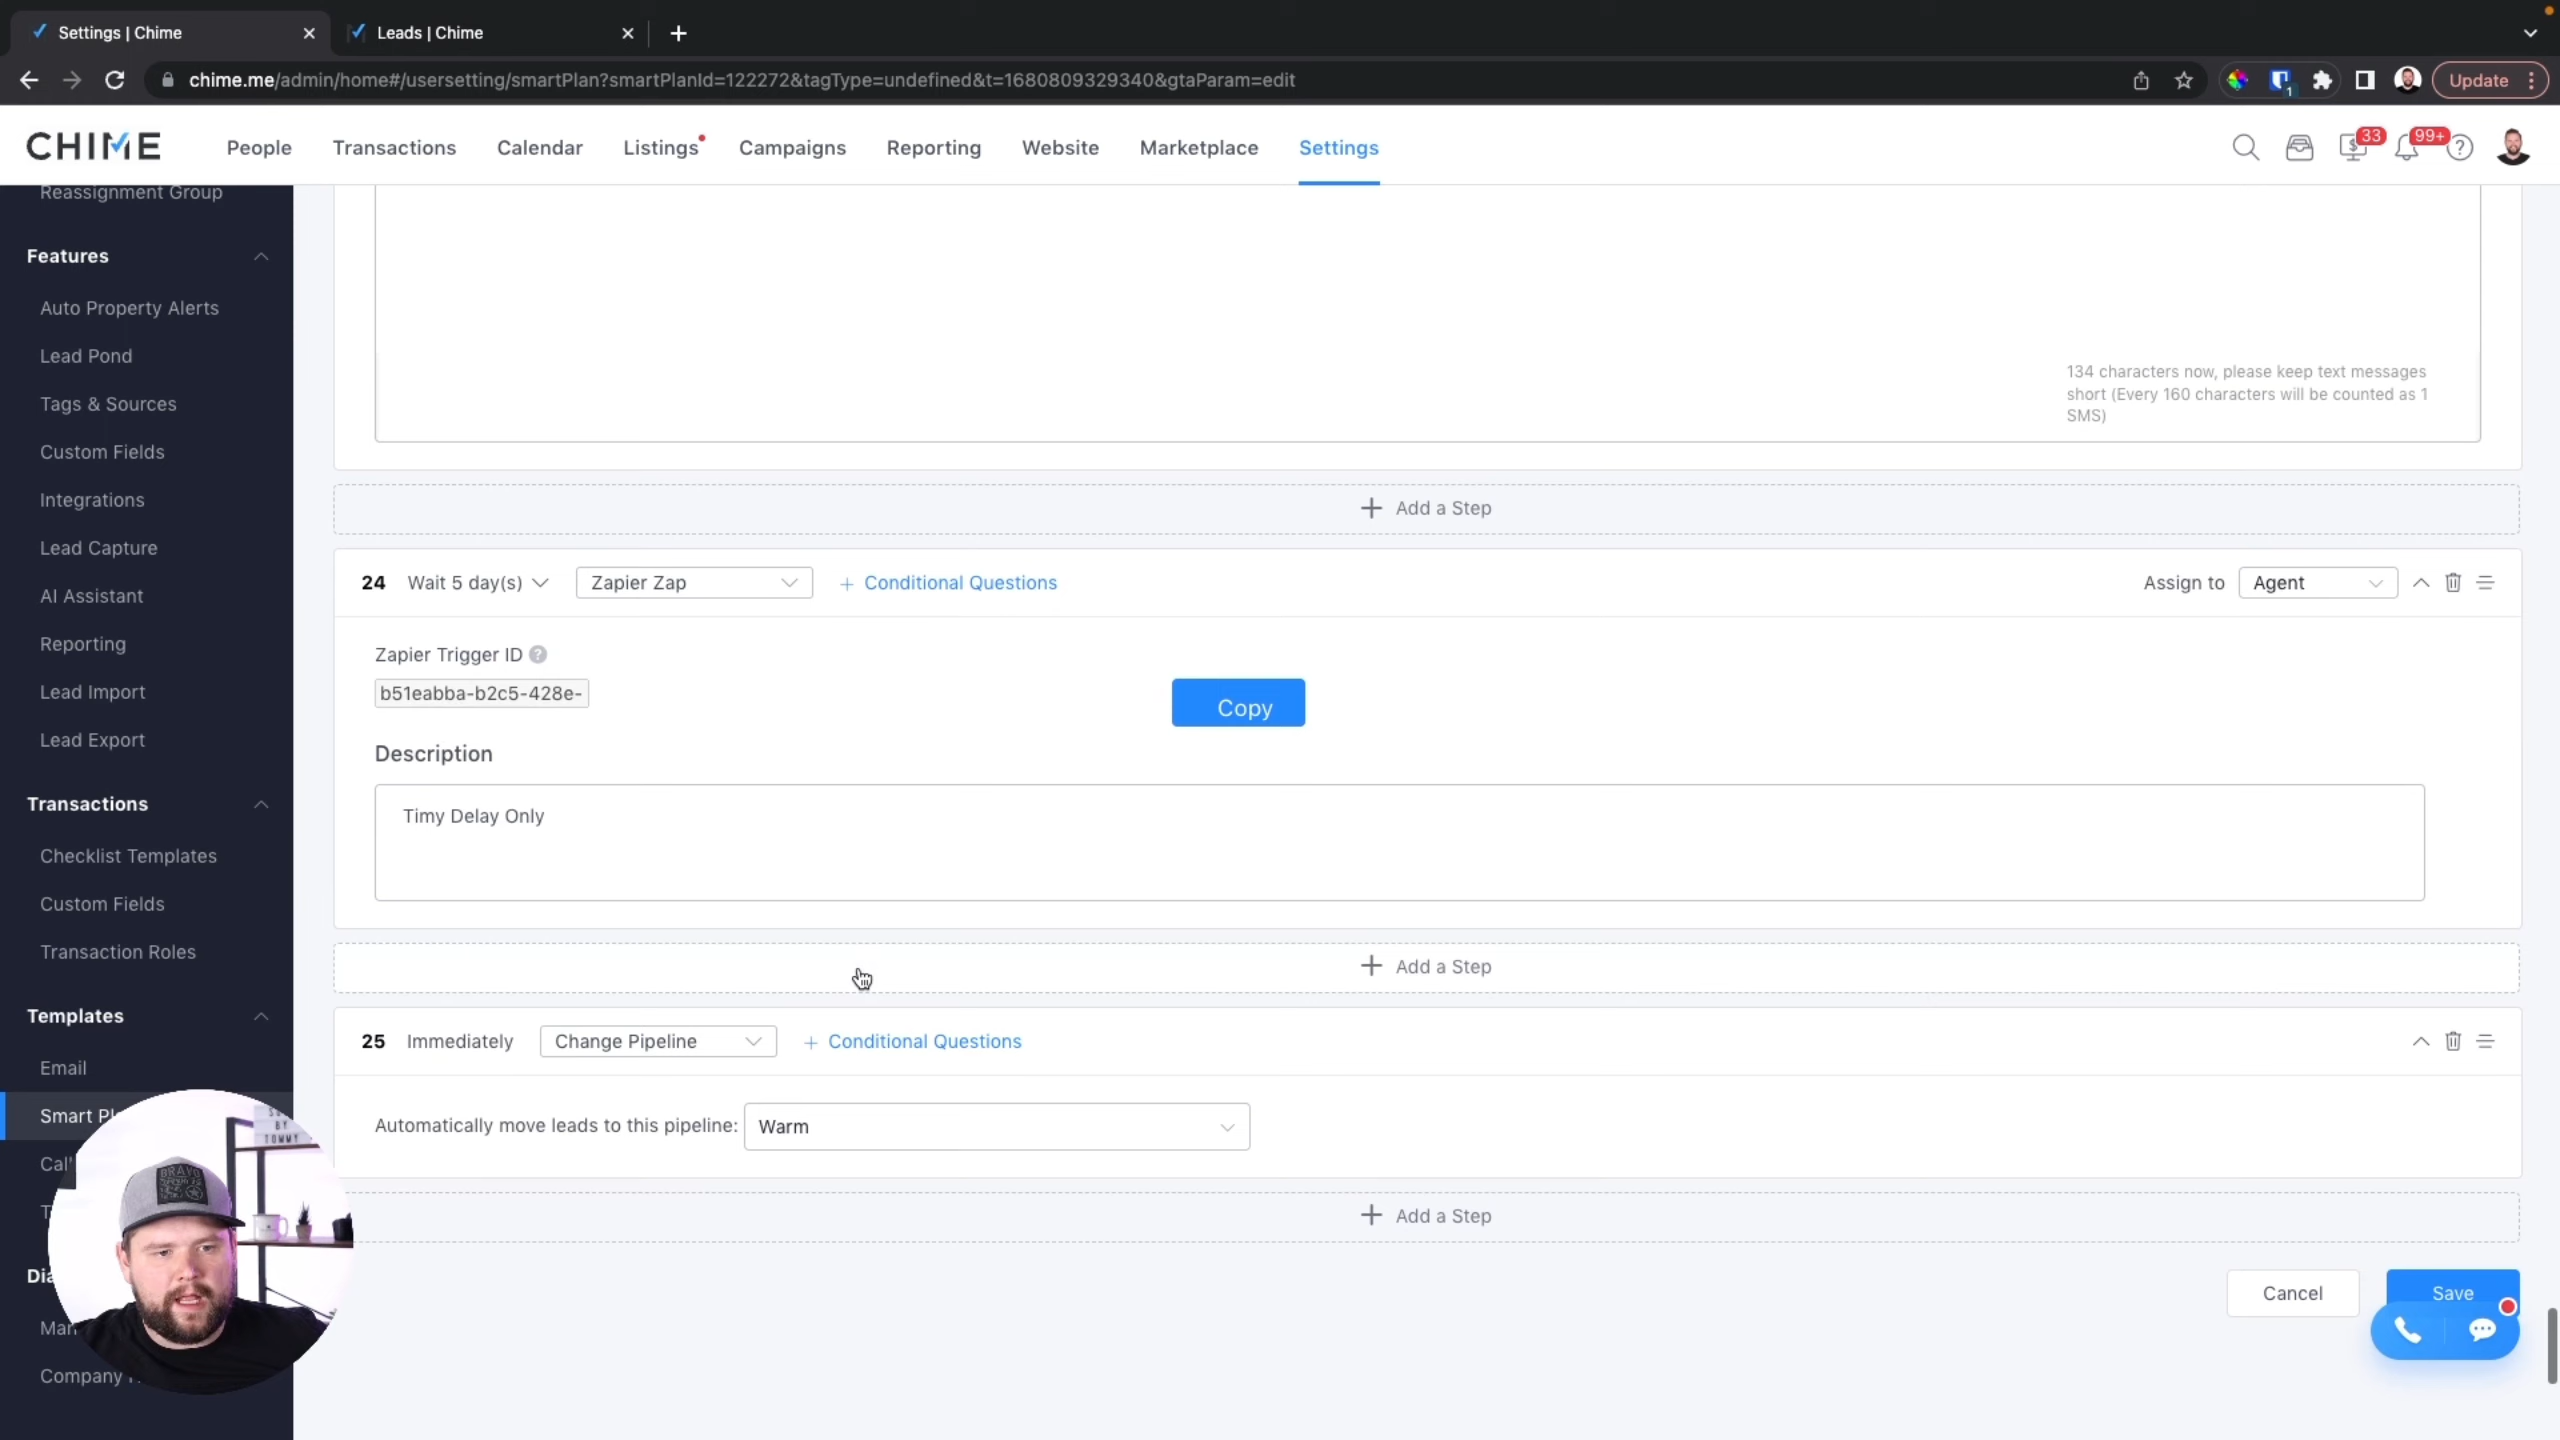 Settings | Chime
Leads | Chime
chime.me/admin/home#/usersetting/smartPlan?smartPlanId=122272&tagType=undefined&t=1680809329340&gtaParam=edit
1
Update
CHIME
People
Transactions
Calendar
Listings
Campaigns
Reporting
Website
Marketplace
Settings
33
99+
Reassignment Group
Features
Auto Property Alerts
Lead Pond
Tags & Sources
Custom Fields
Integrations
Lead Capture
AI Assistant
Reporting
Lead Import
Lead Export
Transactions
Checklist Templates
Custom Fields
Transaction Roles
Templates
Email
Smart Pl
Call
T
Dia
Man
Company
134 characters now, please keep text messages
short (Every 160 characters will be counted as 1
SMS)
+ Add a Step
24 Wait 5 day(s) Zapier Zap + Conditional Questions Assign to Agent
Zapier Trigger ID ?
b51eabba-b2c5-428e-
Copy
Description
Timy Delay Only
+ Add a Step
25 Immediately Change Pipeline + Conditional Questions
Automatically move leads to this pipeline: Warm
+ Add a Step
Cancel
Save
BY
TOMMY
BRAVO